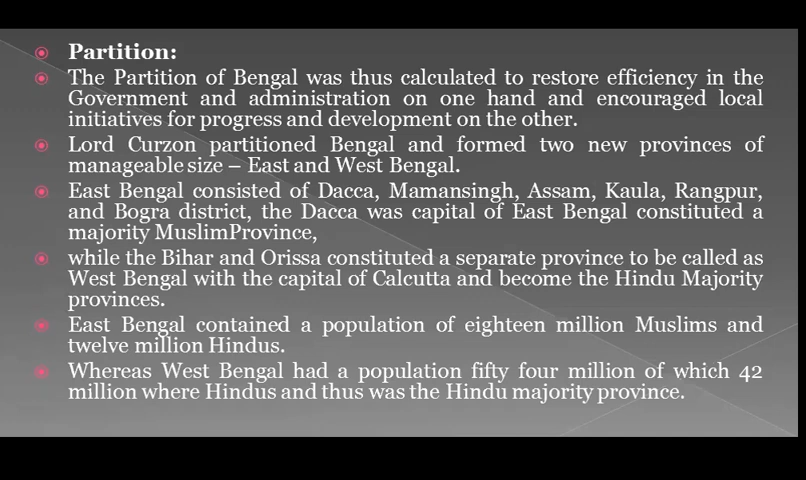 Partition:
The Partition of Bengal was thus calculated to restore efficiency in the
Government and administration on one hand and encouraged local
initiatives for progress and development on the other.
Lord Curzon partitioned Bengal and formed two new provinces of
manageable size – East and West Bengal.
East Bengal consisted of Dacca, Mamansingh, Assam, Kaula, Rangpur,
and Bogra district, the Dacca was capital of East Bengal constituted a
majority MuslimProvince,
while the Bihar and Orissa constituted a separate province to be called as
West Bengal with the capital of Calcutta and become the Hindu Majority
provinces.
East Bengal contained a population of eighteen million Muslims and
twelve million Hindus.
Whereas West Bengal had a population fifty four million of which 42
million where Hindus and thus was the Hindu majority province.